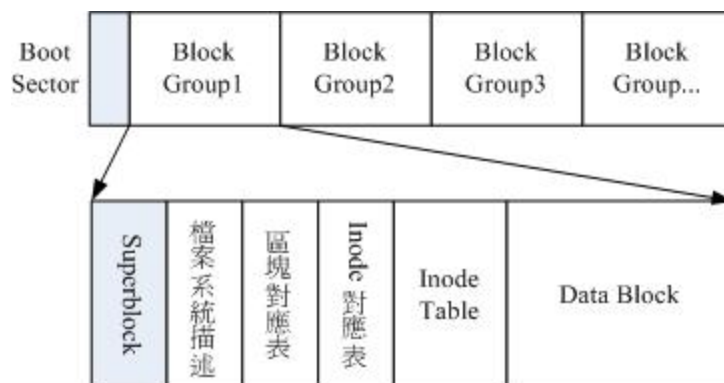 Boot
Sector
Block
Group1
Block
Group2
Block
Group3
Block
Group...
Superblock
檔案系統描述
區塊對應表
Inode 對應表
Inode
Table
Data Block